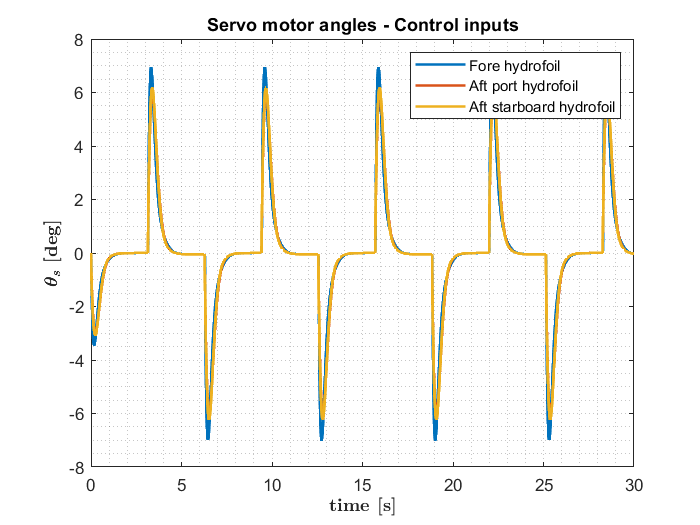 Servo motor angles - Control inputs
8
6
4
2
0
-2
-4
-6
-8
θs [deg]
Fore hydrofoil
Aft port hydrofoil
Aft starboard hydrofoil
0 5 10 15 20 25 30
time [s]